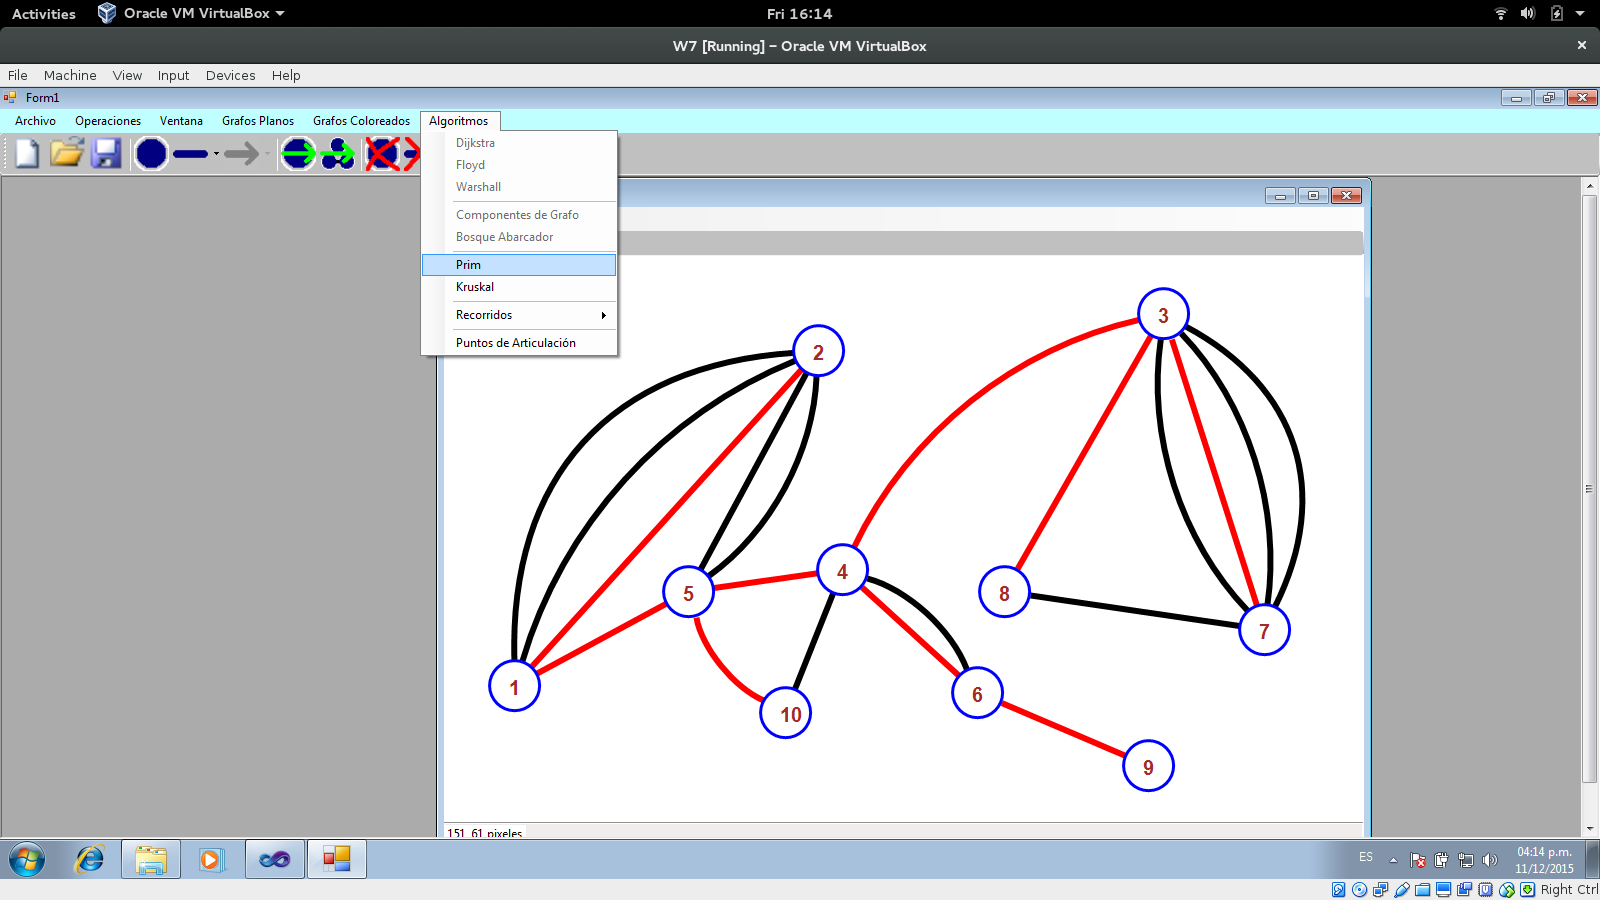 Activities Oracle VM VirtualBox Fri 16:14
W7 [Running] – Oracle VM VirtualBox
File Machine View Input Devices Help
Form1
Archivo Operaciones Ventana Grafos Planos Grafos Coloreados Algoritmos
Dijkstra
Floyd
Warshall
Componentes de Grafo
Bosque Abarcador
Prim
Kruskal
Recorridos
Puntos de Articulación
3
2
4
5
8
7
1
6
10
9
151, 61 pixeles
ES
04:14 p.m.
11/12/2015
Right Ctrl